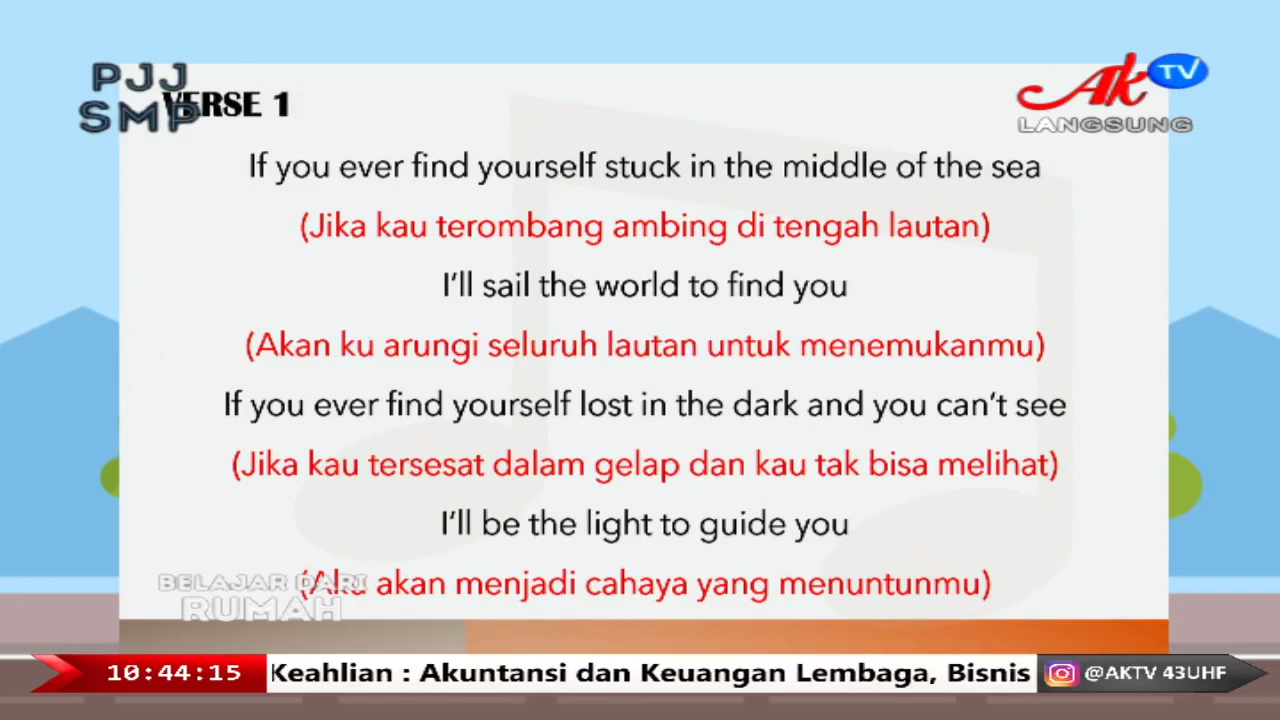 PJJ
SMP
VERSE 1
Ak TV
LANGSUNG
If you ever find yourself stuck in the middle of the sea
(Jika kau terombang ambing di tengah lautan)
I'll sail the world to find you
(Akan ku arungi seluruh lautan untuk menemukanmu)
If you ever find yourself lost in the dark and you can't see
(Jika kau tersesat dalam gelap dan kau tak bisa melihat)
I'll be the light to guide you
(Aku akan menjadi cahaya yang menuntunmu)
BELAJAR DARI
RUMAH
10:44:15 Keahlian : Akuntansi dan Keuangan Lembaga, Bisnis @AKTV 43UHF